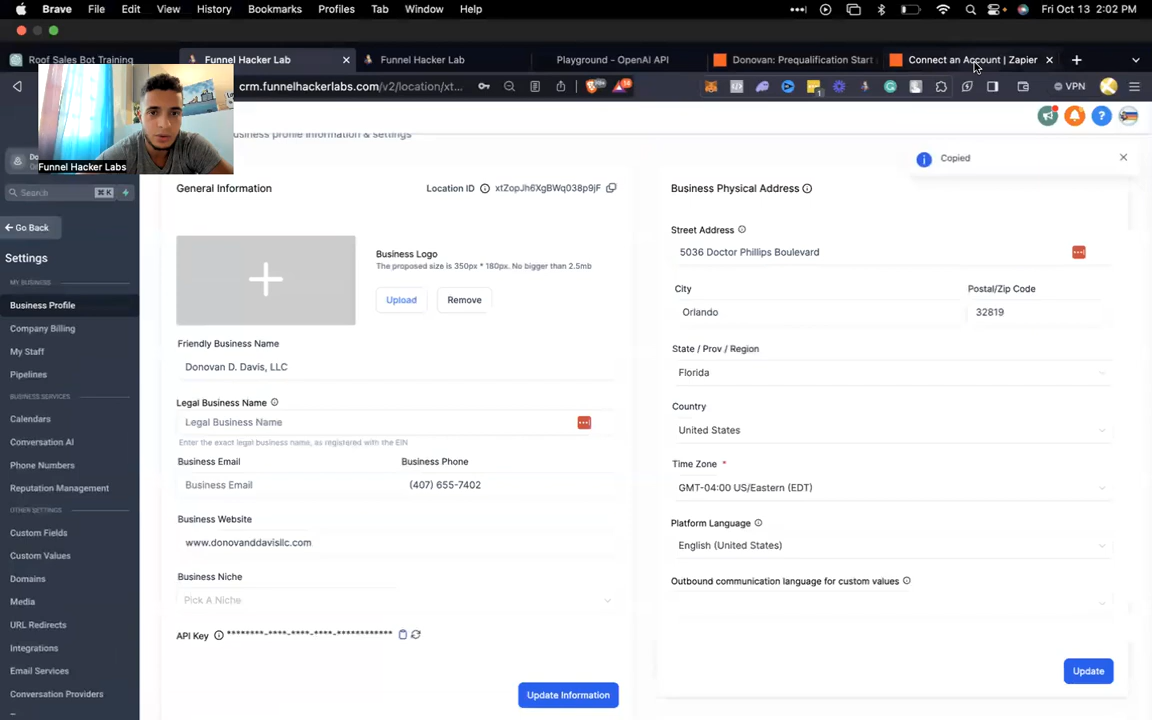 Brave File Edit View History Bookmarks Profiles Tab Window Help Fri Oct 13 2:02 PM
Roof Sales Bot Training
Funnel Hacker Lab
Funnel Hacker Lab
Playground - OpenAI API
Donovan: Prequalification Start
Connect an Account | Zapier
crm.funnelhackerlabs.com/v2/location/xt...
VPN
Funnel Hacker Labs
business profile information & settings
Copied
Search
⌘K
Go Back
Settings
MY BUSINESS
Business Profile
Company Billing
My Staff
Pipelines
BUSINESS SERVICES
Calendars
Conversation AI
Phone Numbers
Reputation Management
OTHER SETTINGS
Custom Fields
Custom Values
Domains
Media
URL Redirects
Integrations
Email Services
Conversation Providers
General Information
Location ID xtZopJh6XgBWq038p9jF
Business Logo
The proposed size is 350px * 180px. No bigger than 2.5mb
Upload
Remove
Friendly Business Name
Donovan D. Davis, LLC
Legal Business Name
Legal Business Name
Enter the exact legal business name, as registered with the EIN
Business Email
Business Phone
Business Email
(407) 655-7402
Business Website
www.donovanddavisllc.com
Business Niche
Pick A Niche
API Key ********-****-****-****-************
Update Information
Business Physical Address
Street Address
5036 Doctor Phillips Boulevard
City
Postal/Zip Code
Orlando
32819
State / Prov / Region
Florida
Country
United States
Time Zone *
GMT-04:00 US/Eastern (EDT)
Platform Language
English (United States)
Outbound communication language for custom values
Update